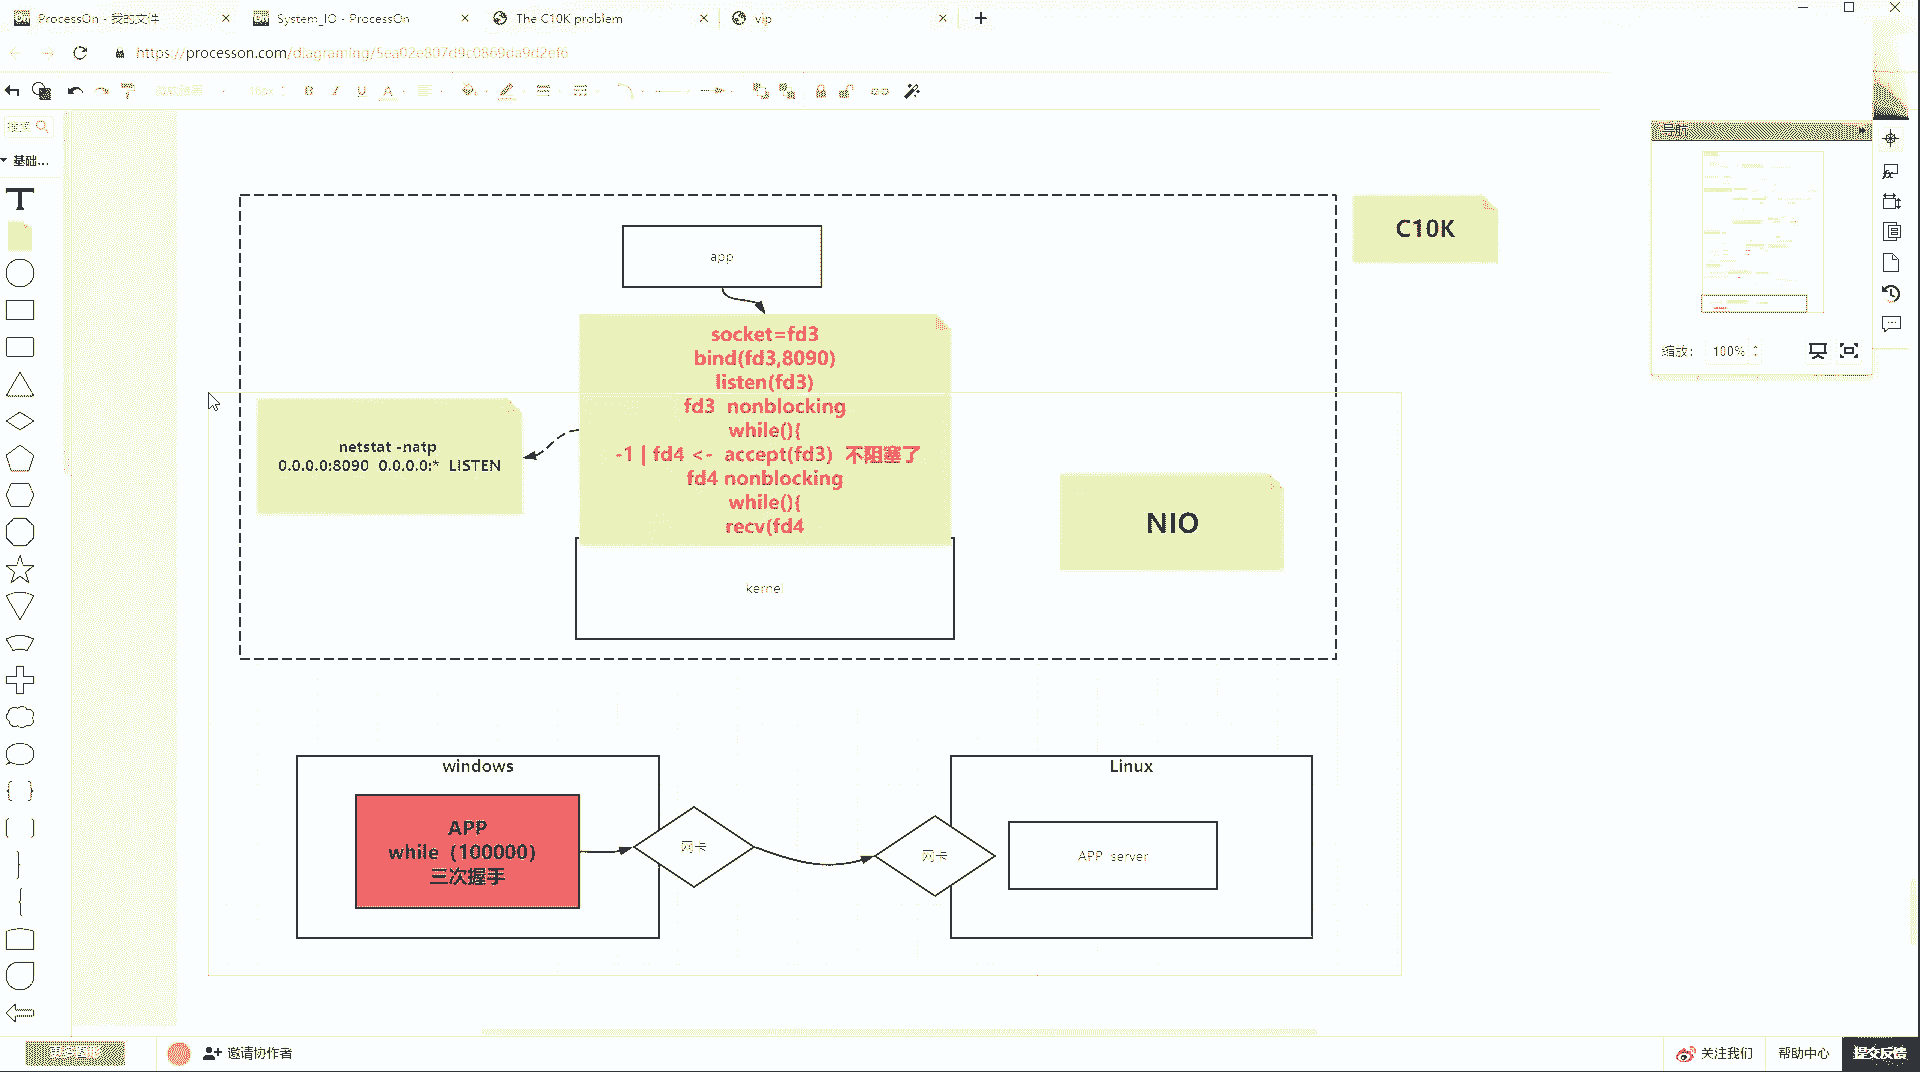 ProcessOn - 我的文件
System_IO - ProcessOn
The C10K problem
vip
https://processon.com/diagraming/5ea02e807d9c0869da9d2ef6
B I U A
基础...
T
导航
缩放： 100%
C10K
app
socket=fd3
bind(fd3,8090)
listen(fd3)
fd3 nonblocking
while(){
-1 | fd4 <- accept(fd3) 不阻塞了
fd4 nonblocking
while(){
recv(fd4
netstat -natp
0.0.0.0:8090 0.0.0.0:* LISTEN
NIO
kernel
windows
APP
while（100000）
三次握手
网卡
网卡
Linux
APP server
邀请协作者
关注我们
帮助中心
提交反馈